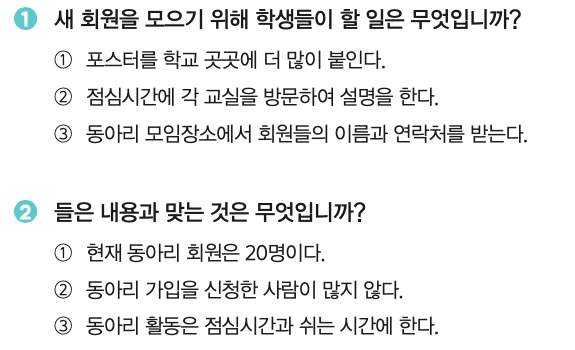 1 새 회원을 모으기 위해 학생들이 할 일은 무엇입니까?
① 포스터를 학교 곳곳에 더 많이 붙인다.
② 점심시간에 각 교실을 방문하여 설명을 한다.
③ 동아리 모임장소에서 회원들의 이름과 연락처를 받는다.
2 들은 내용과 맞는 것은 무엇입니까?
① 현재 동아리 회원은 20명이다.
② 동아리 가입을 신청한 사람이 많지 않다.
③ 동아리 활동은 점심시간과 쉬는 시간에 한다.